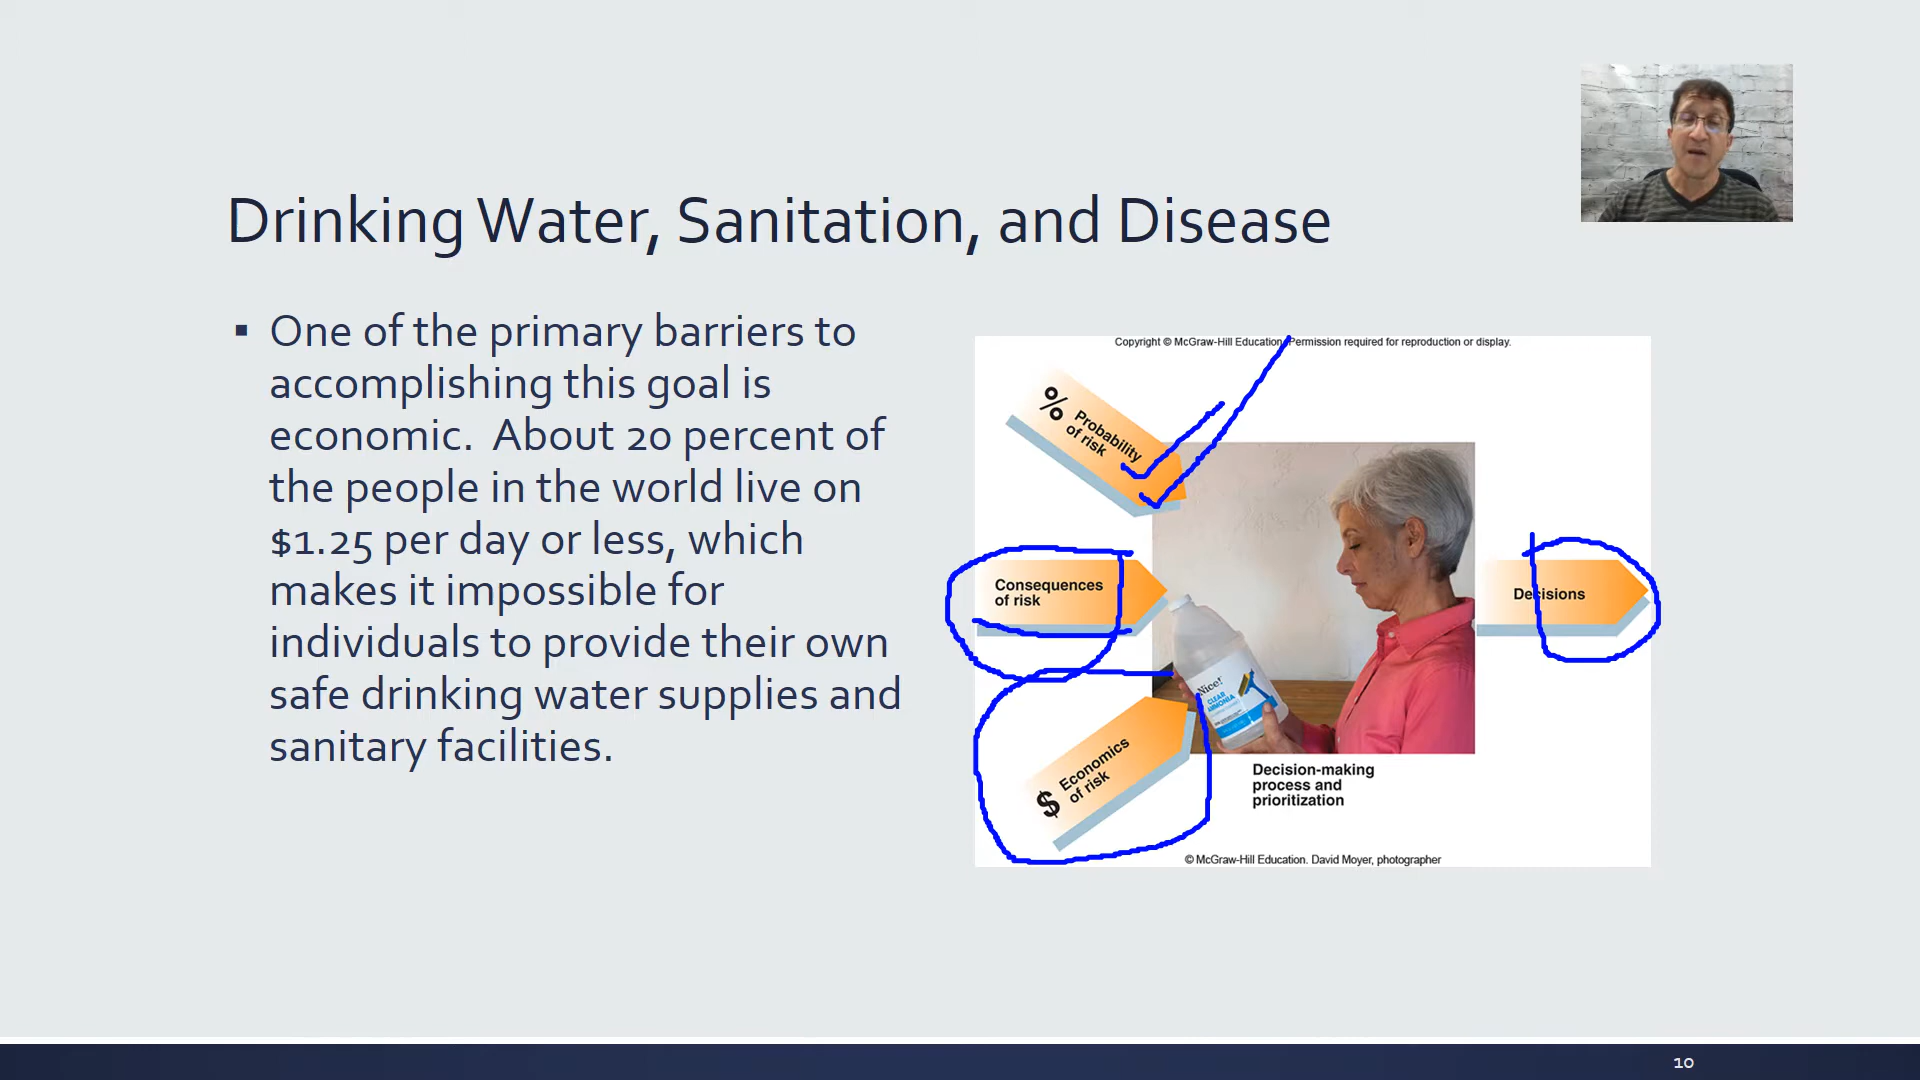 Drinking Water, Sanitation, and Disease
▪ One of the primary barriers to
accomplishing this goal is
economic. About 20 percent of
the people in the world live on
$1.25 per day or less, which
makes it impossible for
individuals to provide their own
safe drinking water supplies and
sanitary facilities.
Copyright © McGraw-Hill Education. Permission required for reproduction or display.
%
Probability
of risk
Consequences
of risk
$
Economics
of risk
Nice!
CLEAR
AMMONIA
Decisions
Decision-making
process and
prioritization
© McGraw-Hill Education. David Moyer, photographer
10